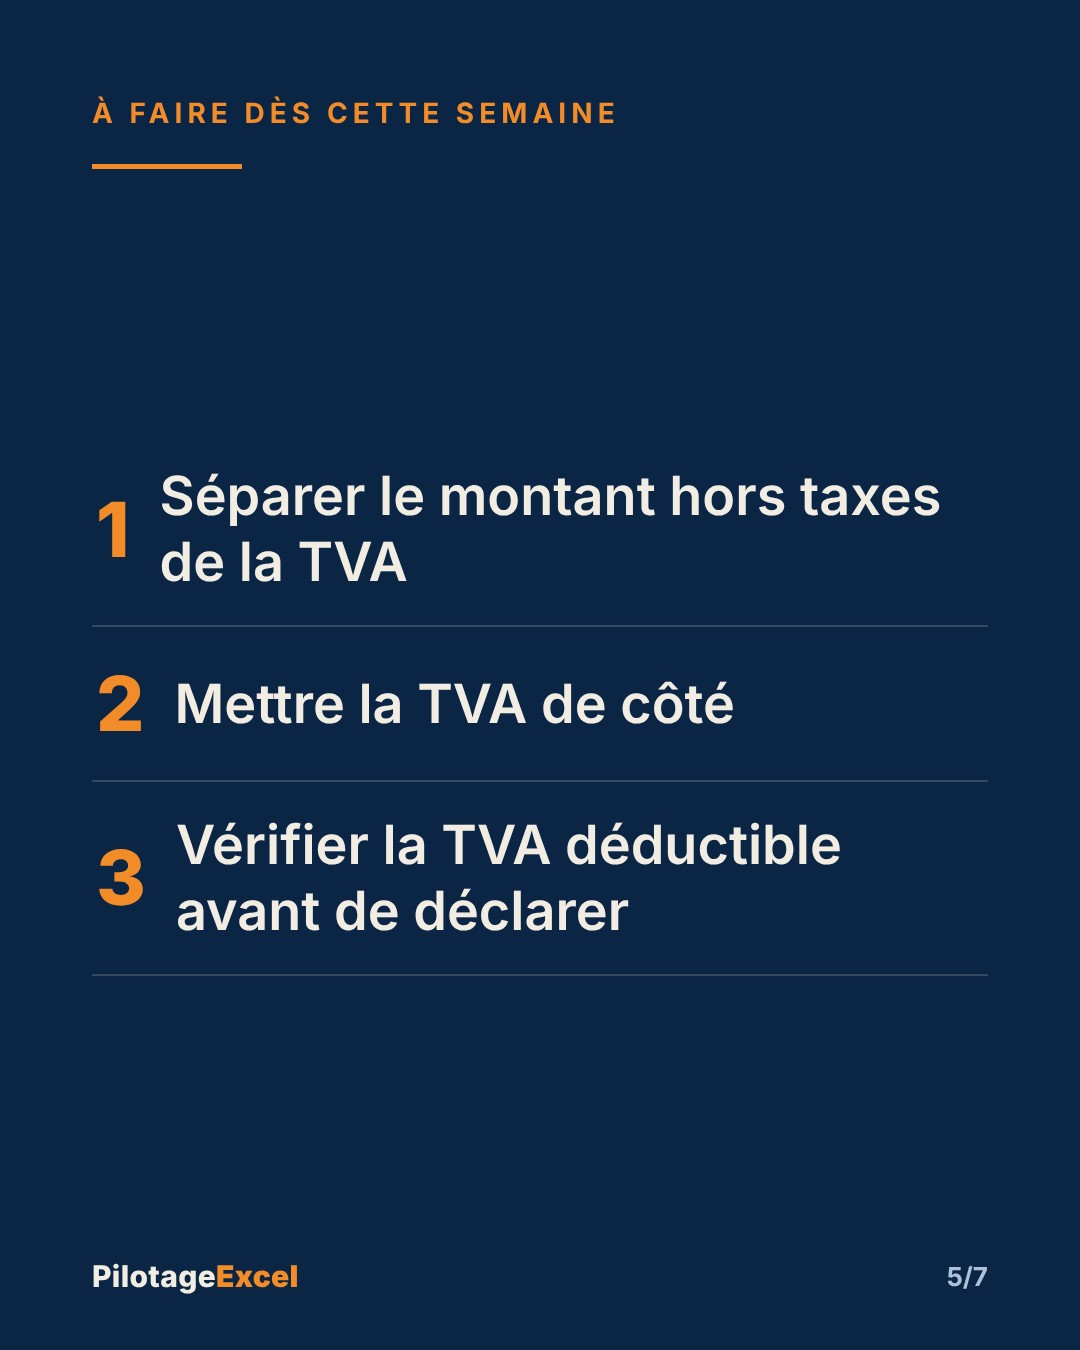 À FAIRE DÈS CETTE SEMAINE
1 Séparer le montant hors taxes
de la TVA
2 Mettre la TVA de côté
3 Vérifier la TVA déductible
avant de déclarer
PilotageExcel
5/7